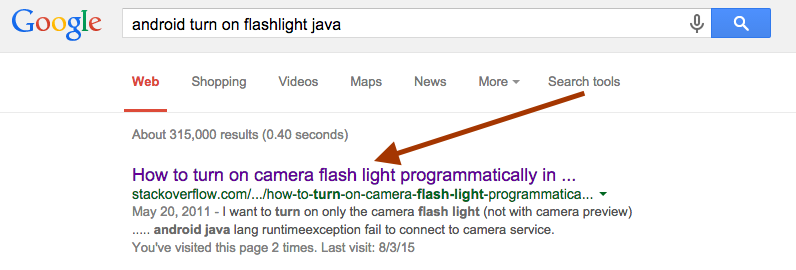 Google android turn on flashlight java
Web Shopping Videos Maps News More Search tools
About 315,000 results (0.40 seconds)
How to turn on camera flash light programmatically in ...
stackoverflow.com/.../how-to-turn-on-camera-flash-light-programmatica...
May 20, 2011 - I want to turn on only the camera flash light (not with camera preview)
..... android java lang runtimeexception fail to connect to camera service.
You've visited this page 2 times. Last visit: 8/3/15